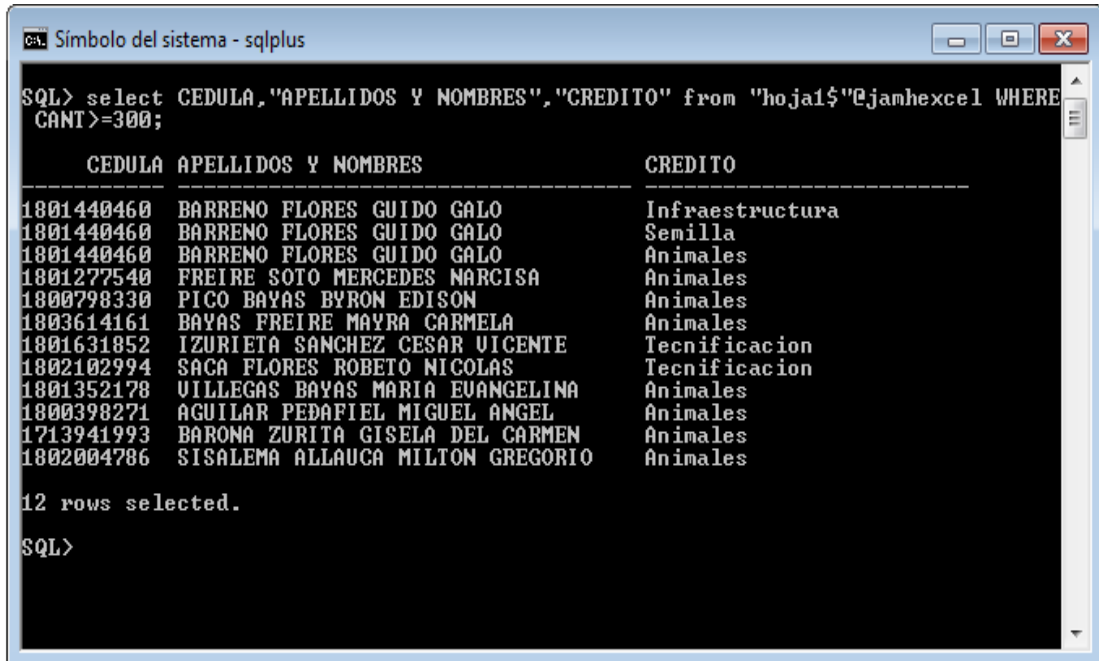 Símbolo del sistema - sqlplus
SQL> select CEDULA,"APELLIDOS Y NOMBRES","CREDITO" from "hoja1$"@jamhexcel WHERE
CANT>=300;
CEDULA APELLIDOS Y NOMBRES CREDITO
----------- ----------------------------------- -------------------------
1801440460 BARRENO FLORES GUIDO GALO Infraestructura
1801440460 BARRENO FLORES GUIDO GALO Semilla
1801440460 BARRENO FLORES GUIDO GALO Animales
1801277540 FREIRE SOTO MERCEDES NARCISA Animales
1800798330 PICO BAYAS BYRON EDISON Animales
1803614161 BAYAS FREIRE MAYRA CARMELA Animales
1801631852 IZURIETA SANCHEZ CESAR VICENTE Tecnificacion
1802102994 SACA FLORES ROBETO NICOLAS Tecnificacion
1801352178 VILLEGAS BAYAS MARIA EVANGELINA Animales
1800398271 AGUILAR PEÐAFIEL MIGUEL ANGEL Animales
1713941993 BARONA ZURITA GISELA DEL CARMEN Animales
1802004786 SISALEMA ALLAUCA MILTON GREGORIO Animales
12 rows selected.
SQL>